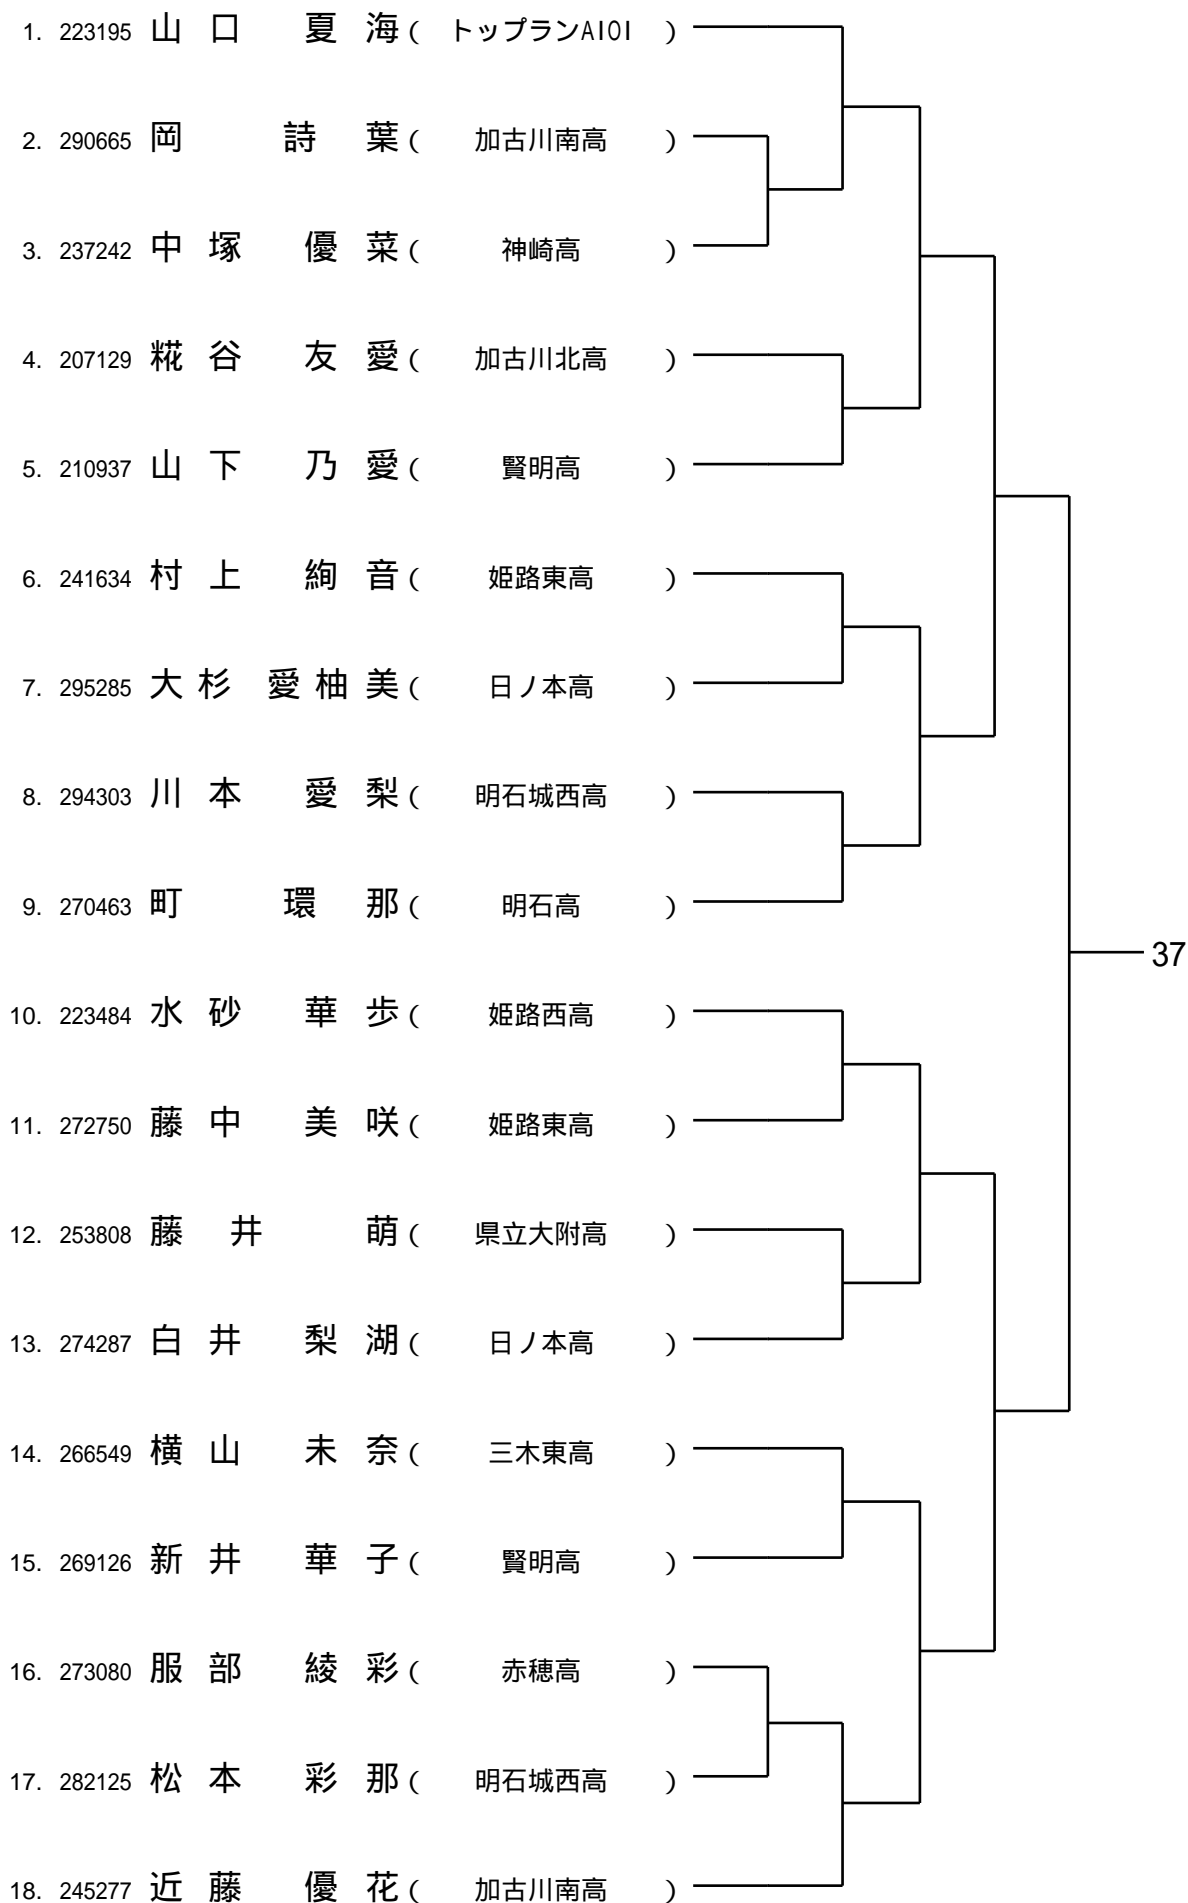 1. 223195 山口 夏海 ( トップランAIOI )
2. 290665 岡 詩葉 ( 加古川南高 )
3. 237242 中塚 優菜 ( 神崎高 )
4. 207129 糀谷 友愛 ( 加古川北高 )
5. 210937 山下 乃愛 ( 賢明高 )
6. 241634 村上 絢音 ( 姫路東高 )
7. 295285 大杉 愛柚美 ( 日ノ本高 )
8. 294303 川本 愛梨 ( 明石城西高 )
9. 270463 町 環那 ( 明石高 )
37
10. 223484 水砂 華歩 ( 姫路西高 )
11. 272750 藤中 美咲 ( 姫路東高 )
12. 253808 藤井 萌 ( 県立大附高 )
13. 274287 白井 梨湖 ( 日ノ本高 )
14. 266549 横山 未奈 ( 三木東高 )
15. 269126 新井 華子 ( 賢明高 )
16. 273080 服部 綾彩 ( 赤穂高 )
17. 282125 松本 彩那 ( 明石城西高 )
18. 245277 近藤 優花 ( 加古川南高 )